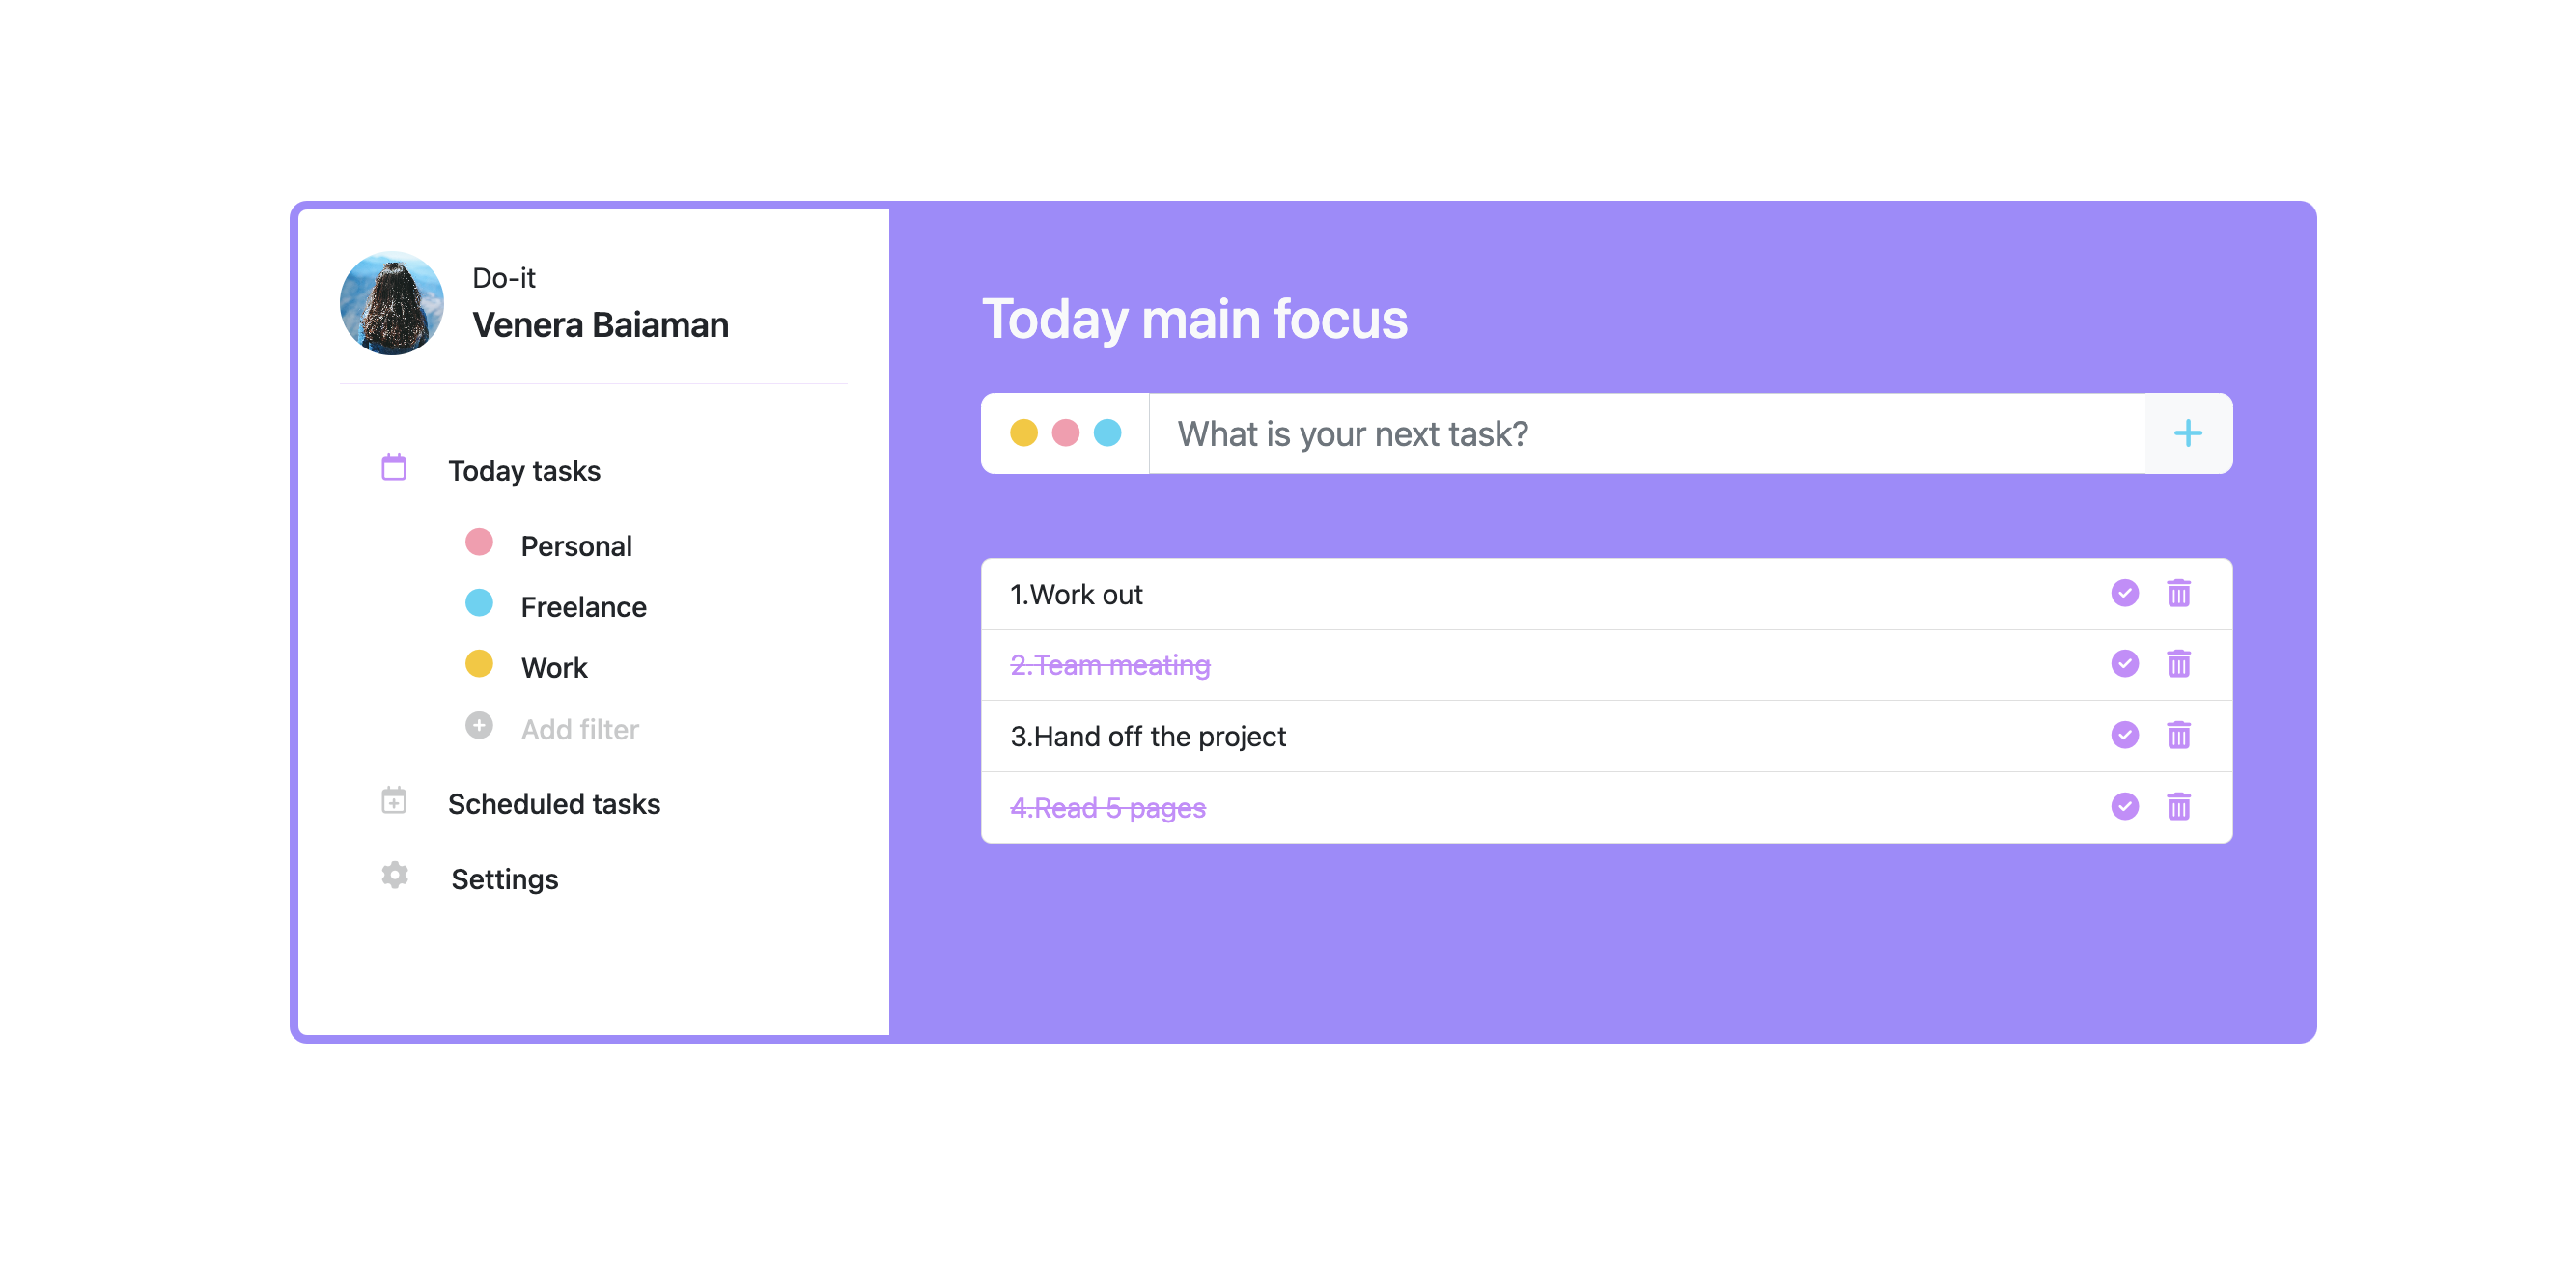 Do-it
Venera Baiaman
Today tasks
Personal
Freelance
Work
Add filter
Scheduled tasks
Settings
Today main focus
What is your next task?
1.Work out
2.Team meating
3.Hand off the project
4.Read 5 pages